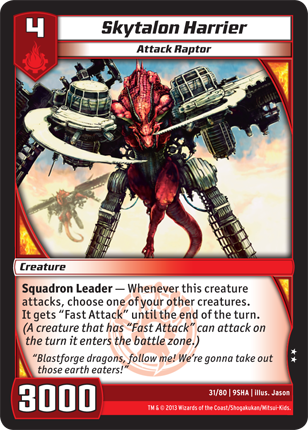 4
Skytalon Harrier
Attack Raptor
Creature
Squadron Leader — Whenever this creature
attacks, choose one of your other creatures.
It gets “Fast Attack” until the end of the turn.
(A creature that has “Fast Attack” can attack on
the turn it enters the battle zone.)
“Blastforge dragons, follow me! We’re gonna take out
those earth eaters!”
3000
31/80 | 9SHA | Illus. Jason
TM & © 2013 Wizards of the Coast/Shogakukan/Mitsui-Kids.